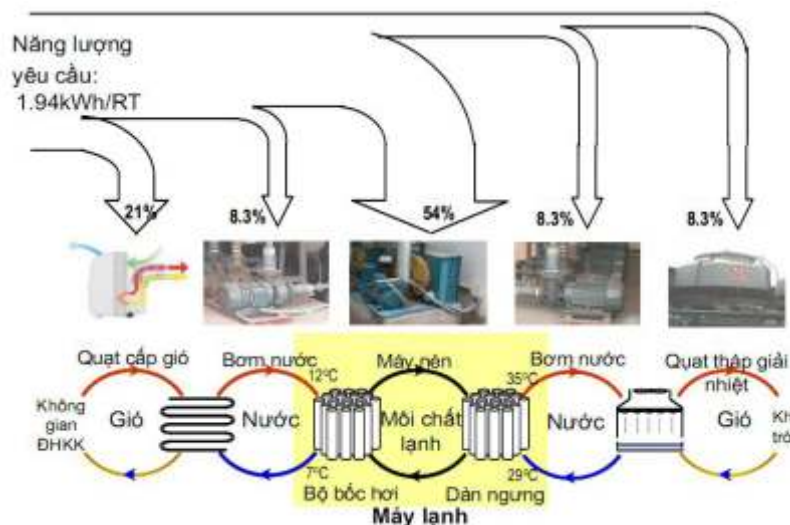 Năng lượng
yêu cầu:
1.94kWh/RT
21%
8.3%
54%
8.3%
8.3%
Quạt cấp gió
Bơm nước
Máy nén
Bơm nước
Quạt tháp giải
nhiệt
12°C
35°C
Không
gian
ĐHKK
Gió
Nước
Môi chất
lạnh
Nước
Gió
7°C
29°C
Bộ bốc hơi
Dàn ngưng
Máy lạnh